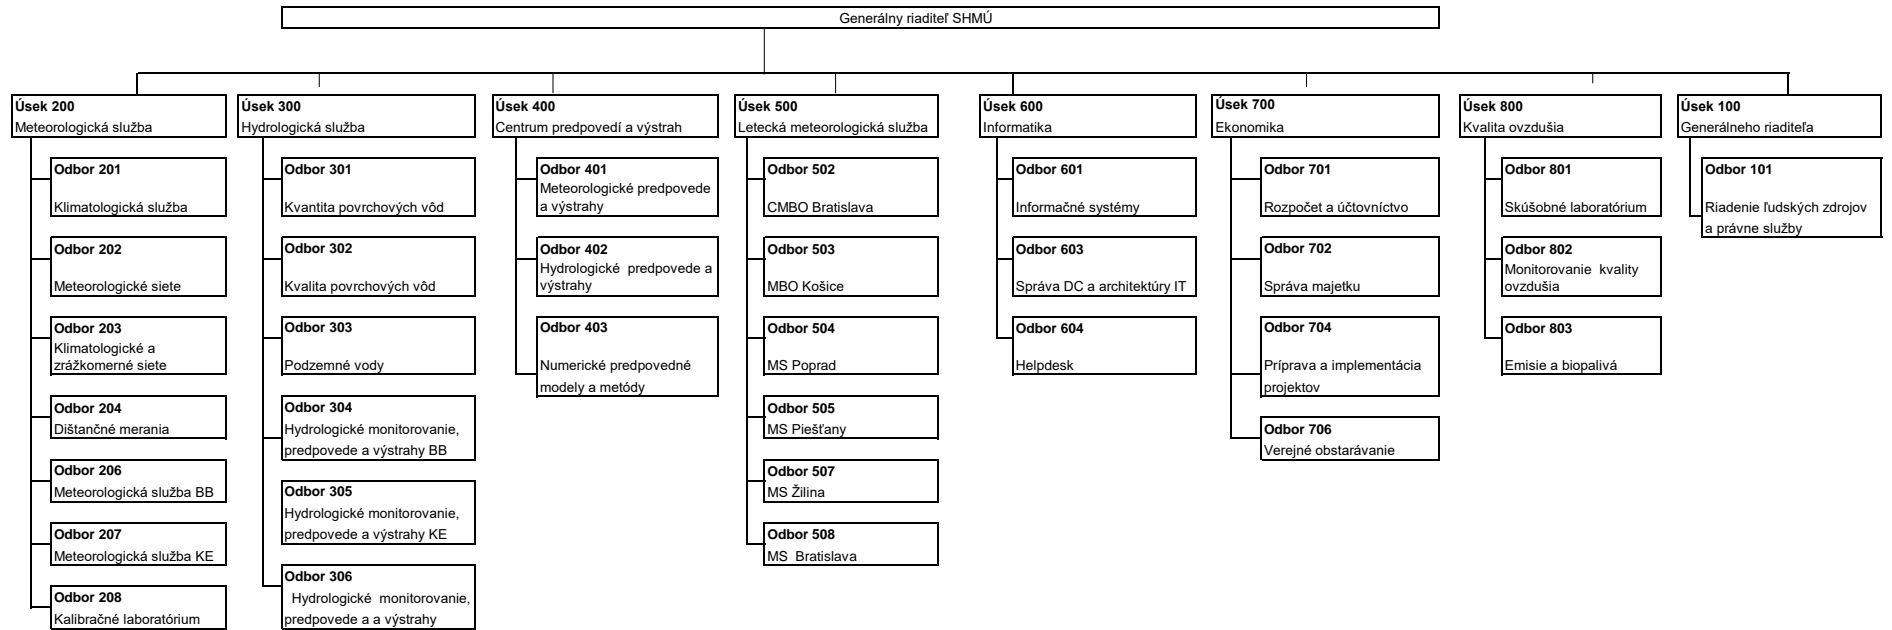 Generálny riaditeľ SHMÚ
Úsek 200
Meteorologická služba
Odbor 201
Klimatologická služba
Odbor 202
Meteorologické siete
Odbor 203
Klimatologické a
zrážkomerné siete
Odbor 204
Dištančné merania
Odbor 206
Meteorologická služba BB
Odbor 207
Meteorologická služba KE
Odbor 208
Kalibračné laboratórium
Úsek 300
Hydrologická služba
Odbor 301
Kvantita povrchových vôd
Odbor 302
Kvalita povrchových vôd
Odbor 303
Podzemné vody
Odbor 304
Hydrologické monitorovanie,
predpovede a výstrahy BB
Odbor 305
Hydrologické monitorovanie,
predpovede a výstrahy KE
Odbor 306
Hydrologické monitorovanie,
predpovede a a výstrahy
Úsek 400
Centrum predpovedí a výstrah
Odbor 401
Meteorologické predpovede
a výstrahy
Odbor 402
Hydrologické predpovede a
výstrahy
Odbor 403
Numerické predpovedné
modely a metódy
Úsek 500
Letecká meteorologická služba
Odbor 502
CMBO Bratislava
Odbor 503
MBO Košice
Odbor 504
MS Poprad
Odbor 505
MS Piešťany
Odbor 507
MS Žilina
Odbor 508
MS Bratislava
Úsek 600
Informatika
Odbor 601
Informačné systémy
Odbor 603
Správa DC a architektúry IT
Odbor 604
Helpdesk
Úsek 700
Ekonomika
Odbor 701
Rozpočet a účtovníctvo
Odbor 702
Správa majetku
Odbor 704
Príprava a implementácia
projektov
Odbor 706
Verejné obstarávanie
Úsek 800
Kvalita ovzdušia
Odbor 801
Skúšobné laboratórium
Odbor 802
Monitorovanie kvality
ovzdušia
Odbor 803
Emisie a biopalivá
Úsek 100
Generálneho riaditeľa
Odbor 101
Riadenie ľudských zdrojov
a právne služby